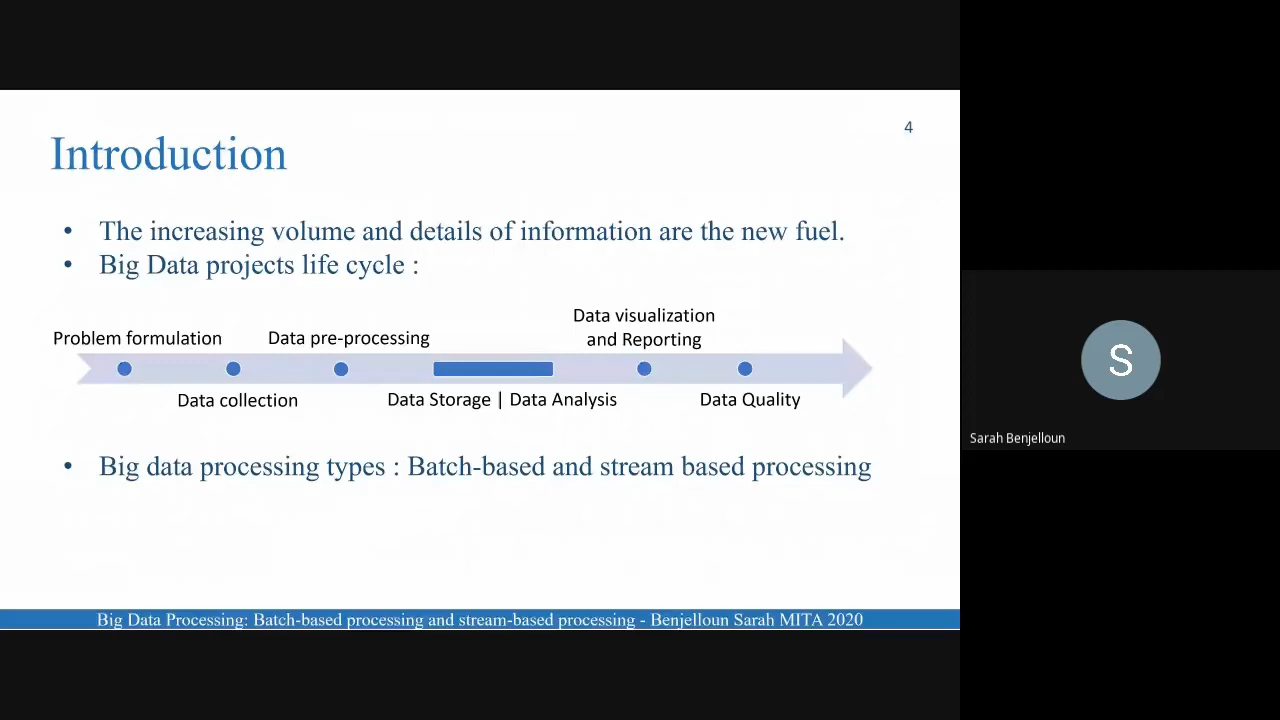 4
Introduction
• The increasing volume and details of information are the new fuel.
• Big Data projects life cycle :
Data visualization
and Reporting
Problem formulation
Data pre-processing
Data collection
Data Storage | Data Analysis
Data Quality
• Big data processing types : Batch-based and stream based processing
Big Data Processing: Batch-based processing and stream-based processing - Benjelloun Sarah MITA 2020
S
Sarah Benjelloun